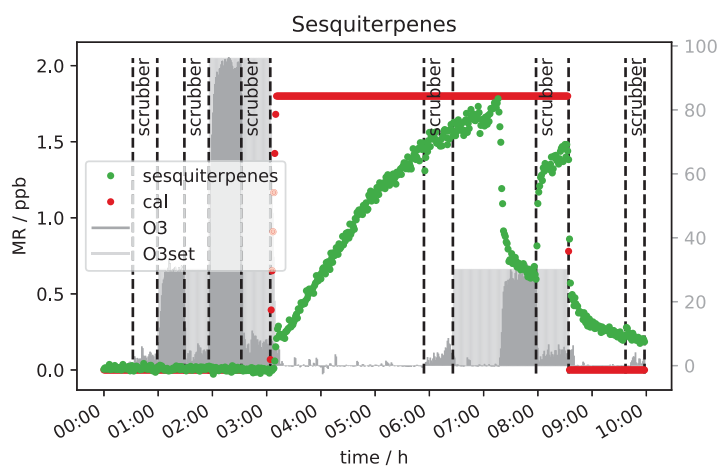 Sesquiterpenes
MR / ppb
2.0
1.5
1.0
0.5
0.0
100
80
60
40
20
0
scrubber
scrubber
scrubber
scrubber
scrubber
scrubber
sesquiterpenes
cal
O3
O3set
00:00
01:00
02:00
03:00
04:00
05:00
06:00
07:00
08:00
09:00
10:00
time / h